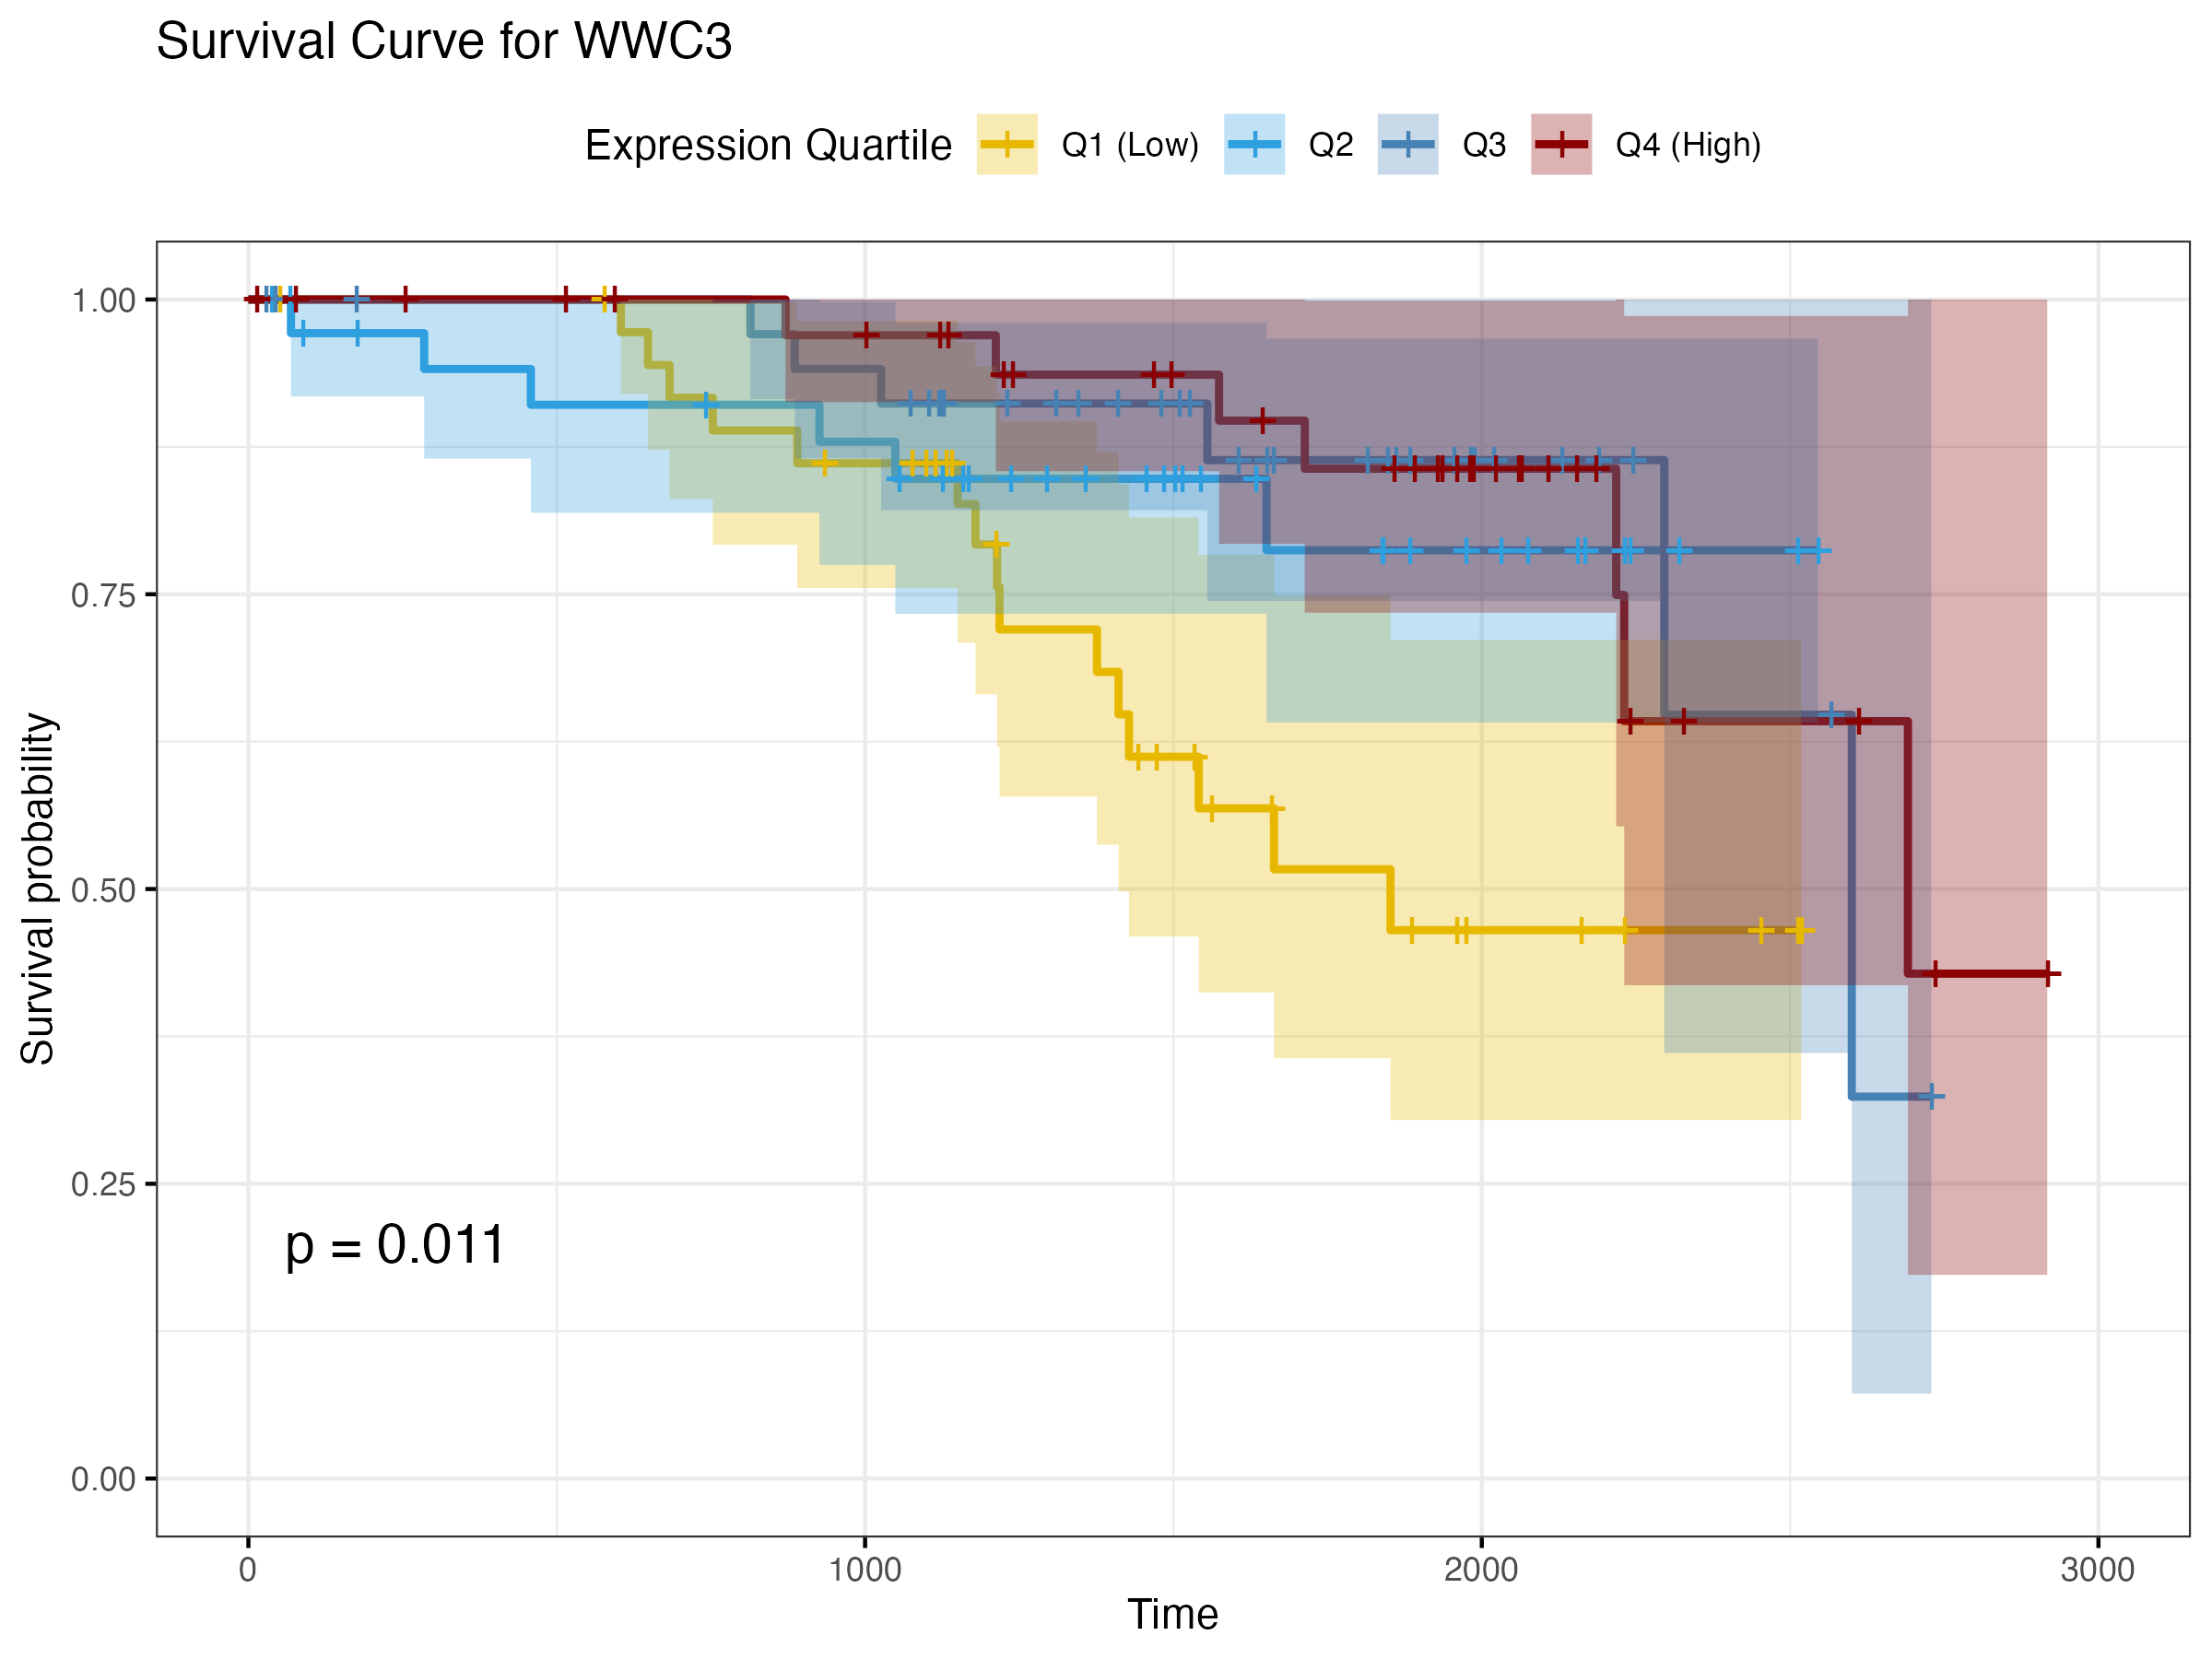 Survival Curve for WWC3
Expression Quartile Q1 (Low) Q2 Q3 Q4 (High)
1.00
0.75
0.50
0.25
0.00
Survival probability
p = 0.011
0 1000 2000 3000
Time